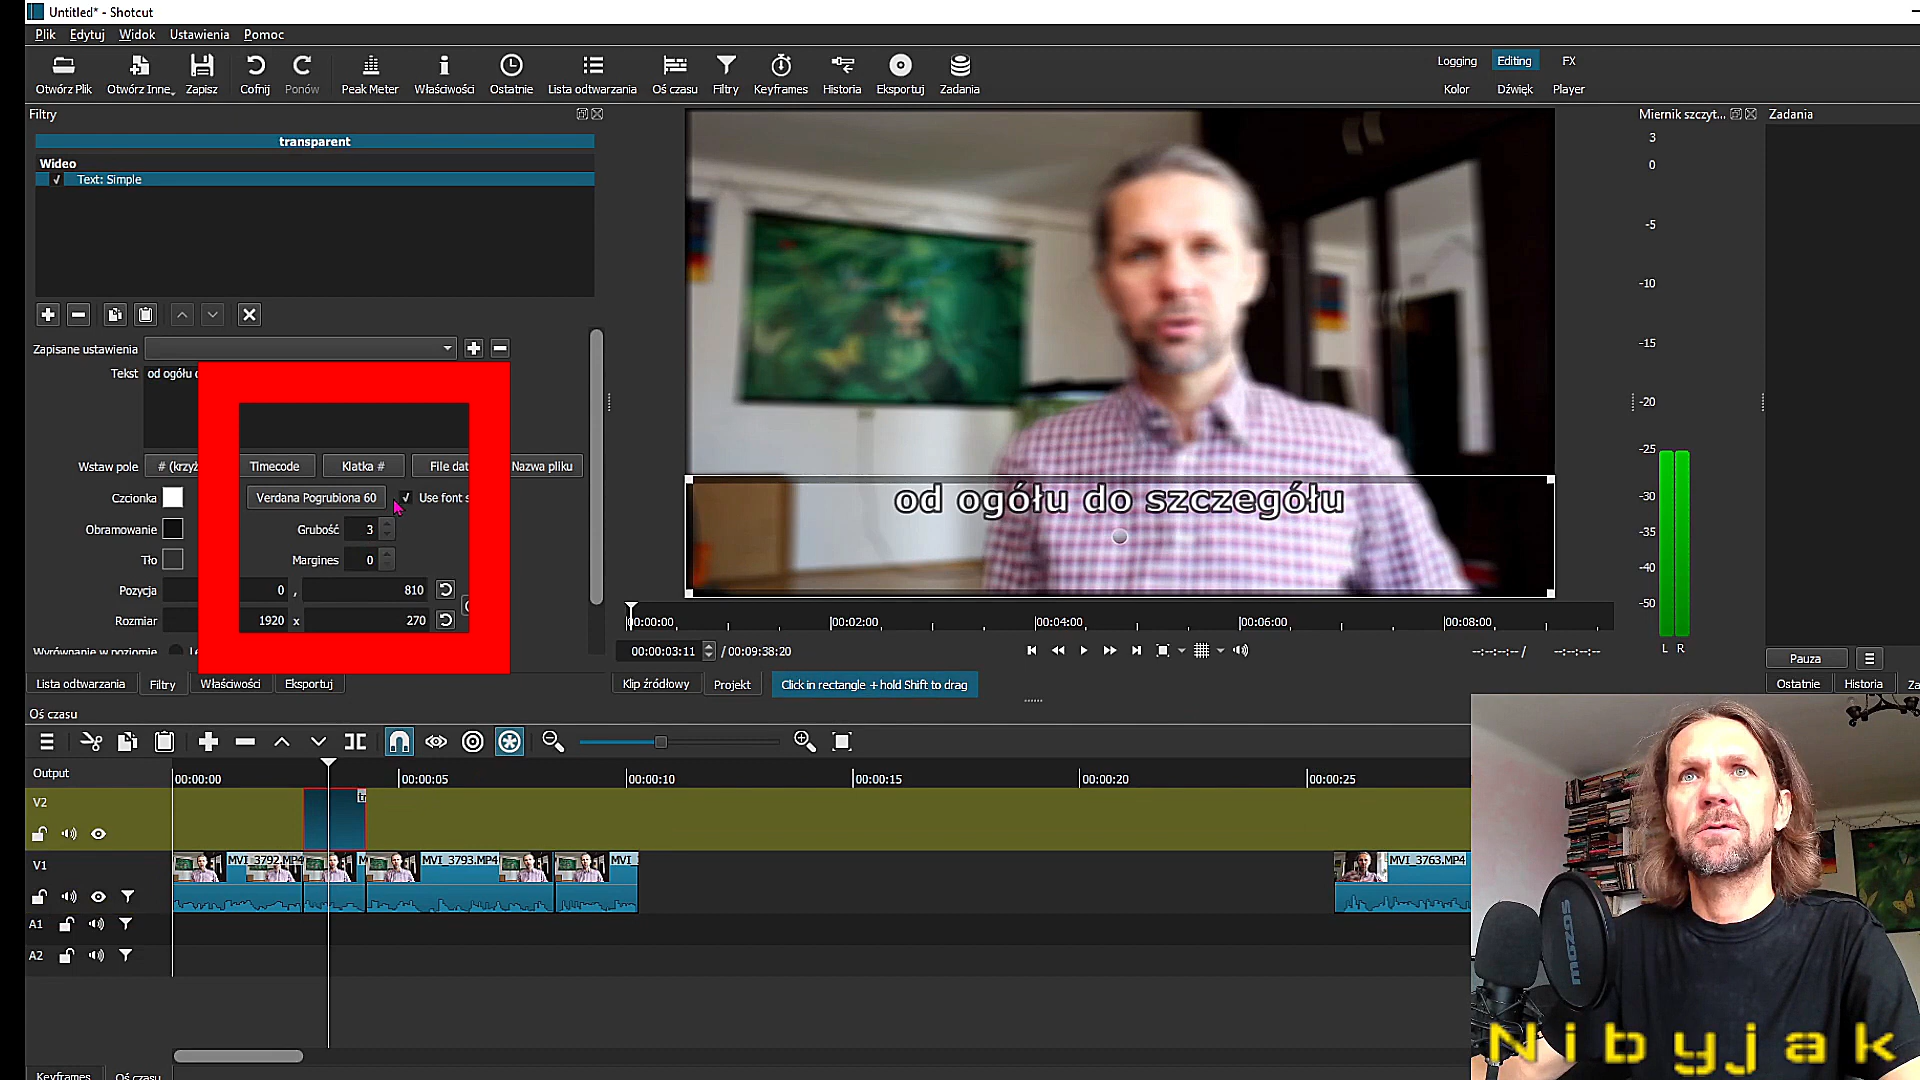 Untitled* - Shotcut
Plik Edytuj Widok Ustawienia Pomoc
Otwórz Plik Otwórz Inne Zapisz Cofnij Ponów Peak Meter Właściwości Ostatnie Lista odtwarzania Oś czasu Filtry Keyframes Historia Eksportuj Zadania
Logging Editing FX
Kolor Dźwięk Player
Filtry
transparent
Wideo
Text: Simple
Zapisane ustawienia
Tekst od ogółu
Wstaw pole Timecode Klatka # Nazwa pliku
Czcionka Verdana Pogrubiona 60 Use font
Obramowanie Grubość 3
Tło Margines 0
Pozycja 0 , 810
Rozmiar 1920 x 270
Wyrównanie w poziomie
Lista odtwarzania Filtry Właściwości Eksportuj
od ogółu do szczegółu
00:00:00 00:02:00 00:04:00 00:06:00 00:08:00
00:00:03:11 / 00:09:38:20 --:--:--:-- / --:--:--:--
Klip źródłowy Projekt Click in rectangle + hold Shift to drag
Miernik szczyt...
3
0
-5
-10
-15
-20
-25
-30
-35
-40
-50
L R
Zadania
Pauza
Ostatnie Historia Za
Oś czasu
Output
00:00:00 00:00:05 00:00:10 00:00:15 00:00:20 00:00:25
V2
V1
MVI_3792.MP4 MVI_3793.MP4 MVI_ MVI_3763.MP4
A1
A2
SOZOMW
Nibyjak
Keyframes Oś czasu